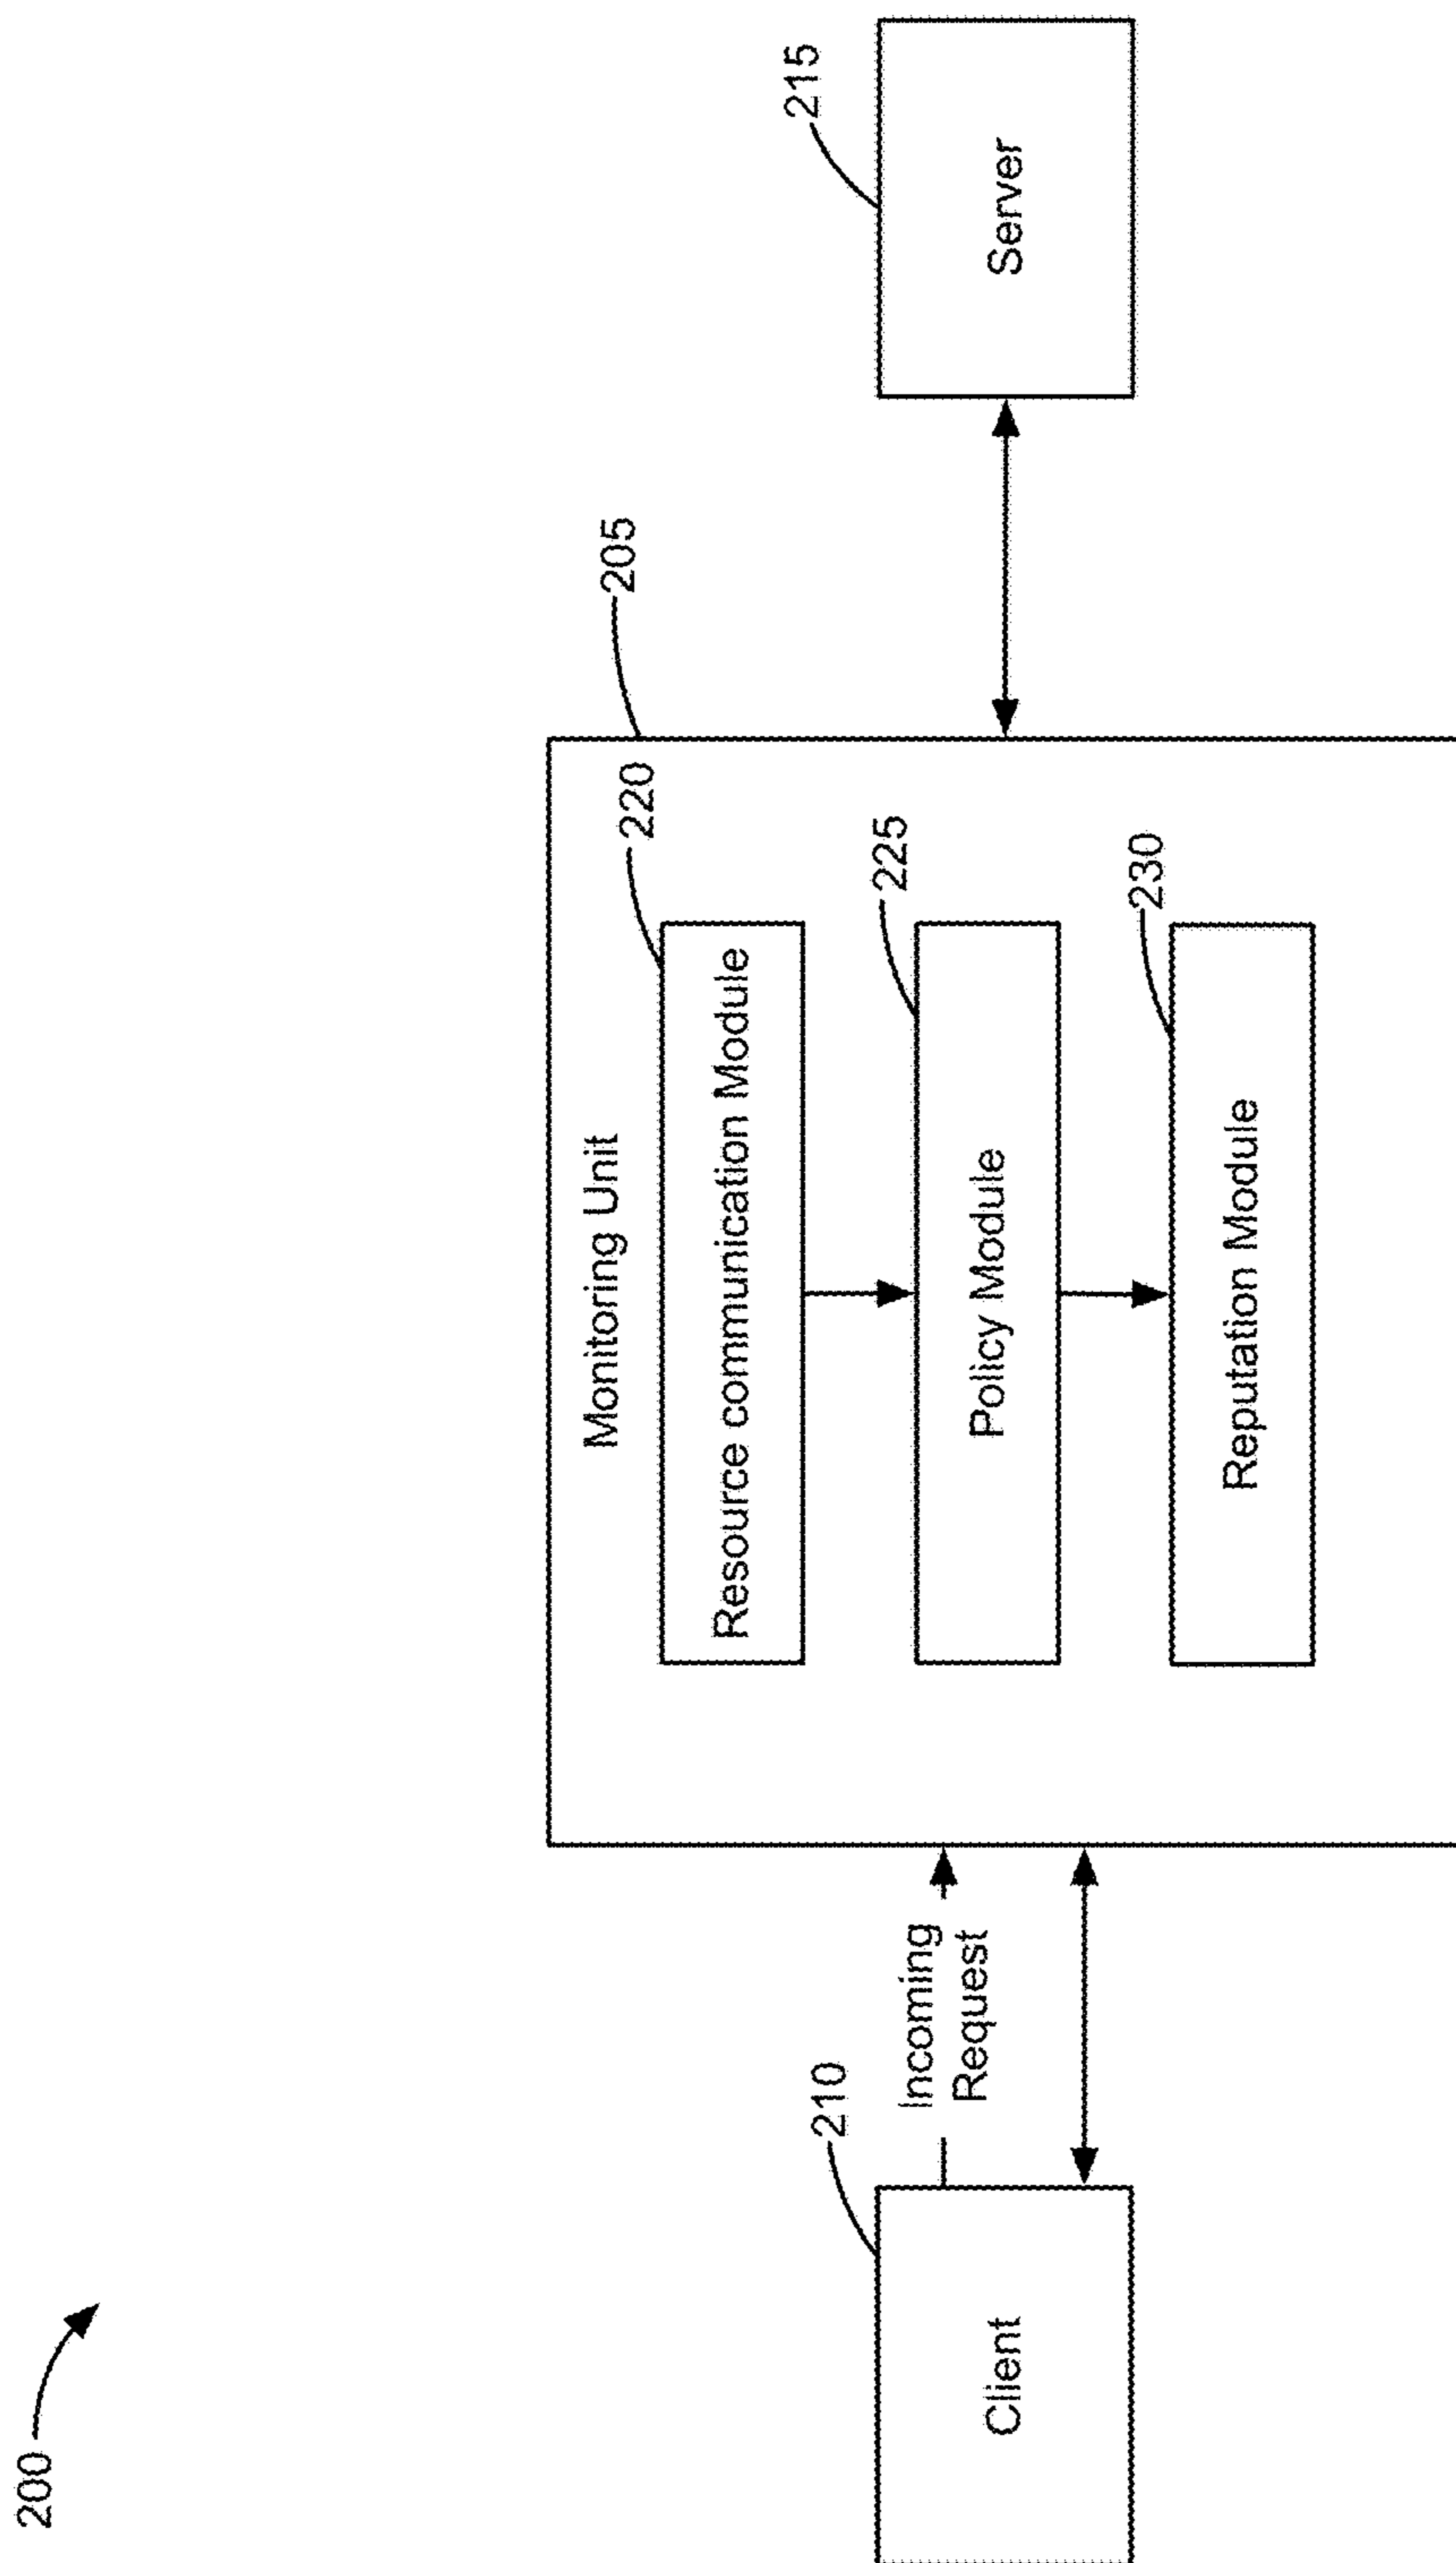 200
210
Client
Incoming
Request
205
Monitoring Unit
220
Resource communication Module
225
Policy Module
230
Reputation Module
215
Server